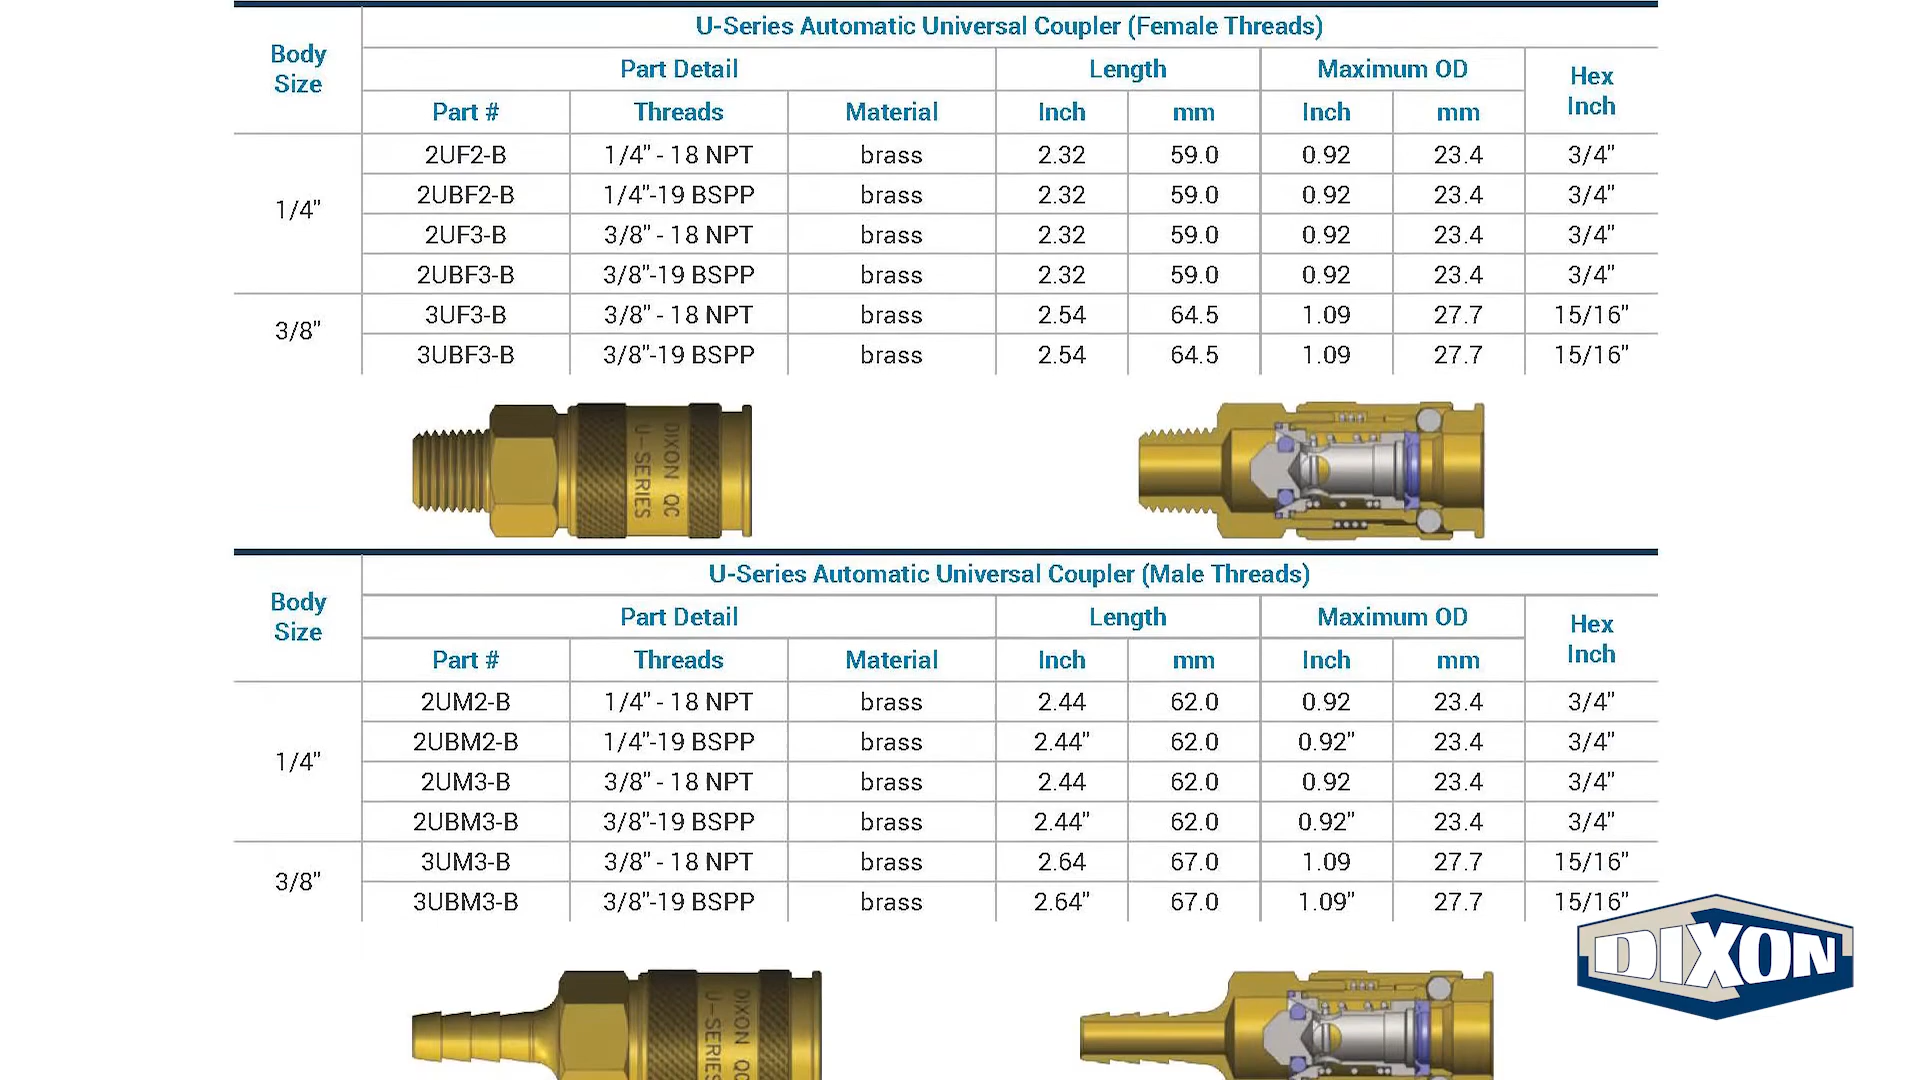 U-Series Automatic Universal Coupler (Female Threads)
Body Size
Part Detail Length Maximum OD Hex Inch
Part # Threads Material Inch mm Inch mm
1/4"
2UF2-B 1/4" - 18 NPT brass 2.32 59.0 0.92 23.4 3/4"
2UBF2-B 1/4"-19 BSPP brass 2.32 59.0 0.92 23.4 3/4"
2UF3-B 3/8" - 18 NPT brass 2.32 59.0 0.92 23.4 3/4"
2UBF3-B 3/8"-19 BSPP brass 2.32 59.0 0.92 23.4 3/4"
3/8"
3UF3-B 3/8" - 18 NPT brass 2.54 64.5 1.09 27.7 15/16"
3UBF3-B 3/8"-19 BSPP brass 2.54 64.5 1.09 27.7 15/16"
DIXON QC
U-SERIES
U-Series Automatic Universal Coupler (Male Threads)
Body Size
Part Detail Length Maximum OD Hex Inch
Part # Threads Material Inch mm Inch mm
1/4"
2UM2-B 1/4" - 18 NPT brass 2.44 62.0 0.92 23.4 3/4"
2UBM2-B 1/4"-19 BSPP brass 2.44" 62.0 0.92" 23.4 3/4"
2UM3-B 3/8" - 18 NPT brass 2.44 62.0 0.92 23.4 3/4"
2UBM3-B 3/8"-19 BSPP brass 2.44" 62.0 0.92" 23.4 3/4"
3/8"
3UM3-B 3/8" - 18 NPT brass 2.64 67.0 1.09 27.7 15/16"
3UBM3-B 3/8"-19 BSPP brass 2.64" 67.0 1.09" 27.7 15/16"
DIXON
DIXON QC
U-SERIES